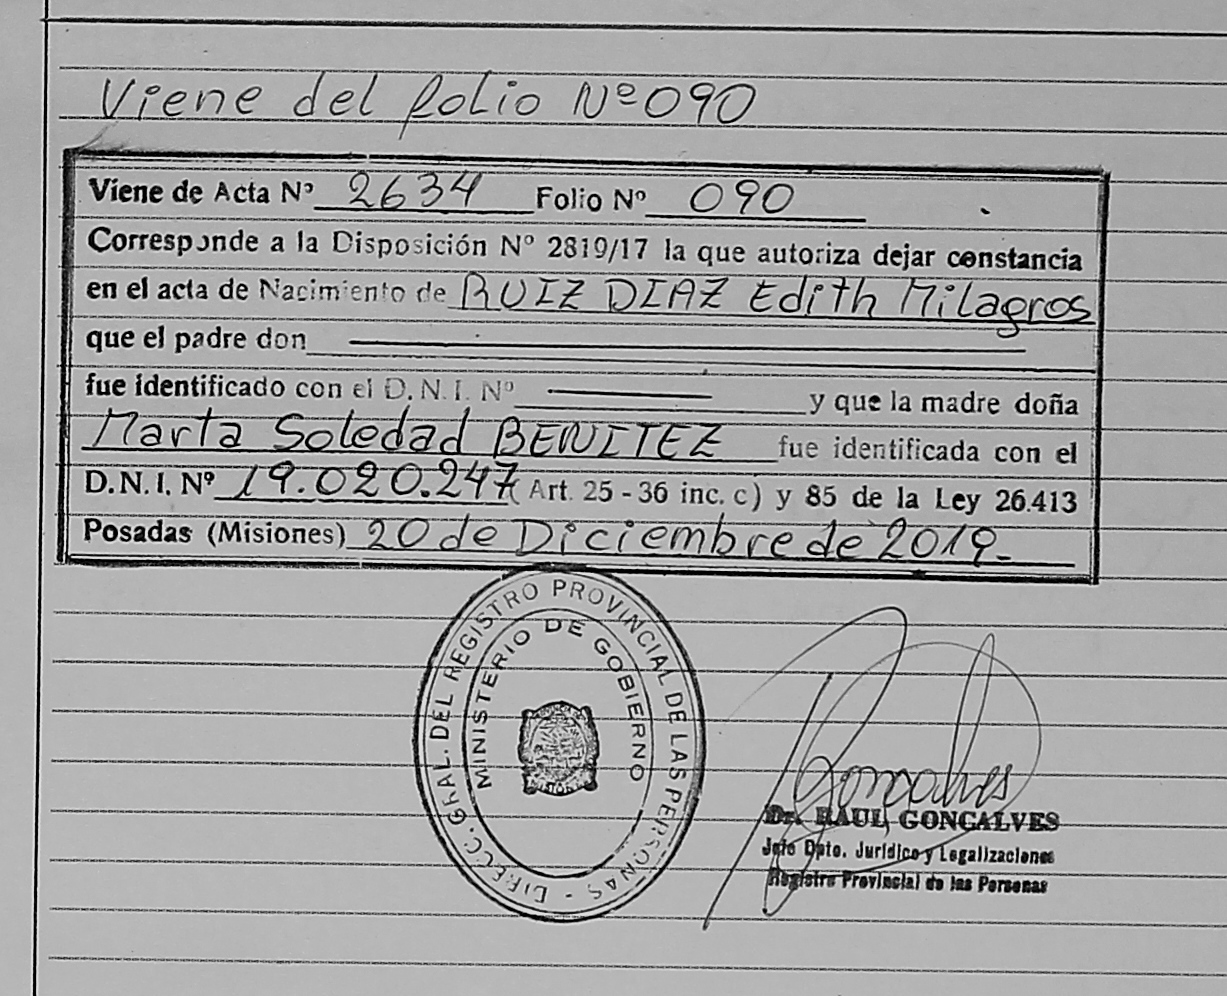 Viene del folio Nº 090
Viene de Acta Nº 2634 Folio Nº 090
Corresponde a la Disposición Nº 2819/17 la que autoriza dejar constancia
en el acta de Nacimiento de RUIZ DIAZ Edith Milagros
que el padre don
fue identificado con el D.N.I. Nº y que la madre doña
Marta Soledad BENITEZ fue identificada con el
D.N.I. Nº 19.020.247 (Art. 25 - 36 inc. c) y 85 de la Ley 26.413
Posadas (Misiones) 20 de Diciembre de 2019.-
DIRECC. GRAL. DEL REGISTRO PROVINCIAL DE LAS PERSONAS -
MINISTERIO DE GOBIERNO
MISIONES
Goncalves
Dr. RAUL GONCALVES
Jefe Dpto. Jurídico y Legalizaciones
Registro Provincial de las Personas